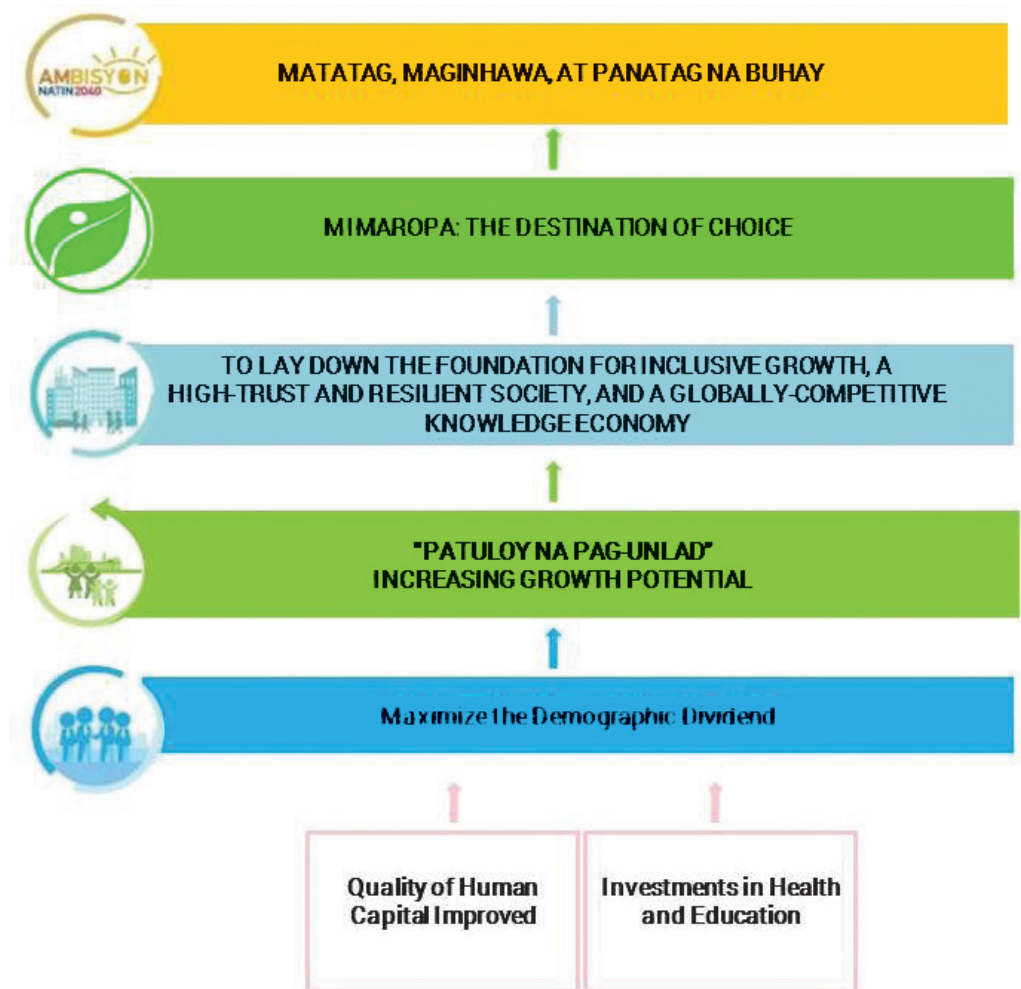 AMBISYON
NATIN 2040
MATATAG, MAGINHAWA, AT PANATAG NA BUHAY
MIMAROPA: THE DESTINATION OF CHOICE
TO LAY DOWN THE FOUNDATION FOR INCLUSIVE GROWTH, A
HIGH-TRUST AND RESILIENT SOCIETY, AND A GLOBALLY-COMPETITIVE
KNOWLEDGE ECONOMY
"PATULOY NA PAG-UNLAD"
INCREASING GROWTH POTENTIAL
Maximize the Demographic Dividend
Quality of Human
Capital Improved
Investments in Health
and Education